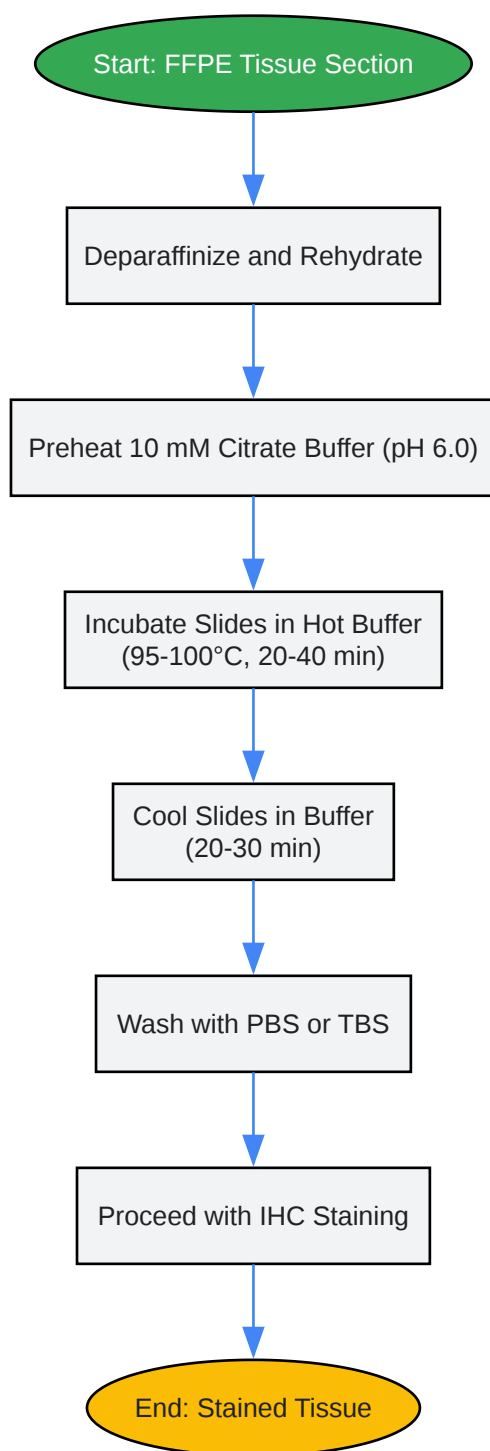 Start: FFPE Tissue Section
Deparaffinize and Rehydrate
Preheat 10 mM Citrate Buffer (pH 6.0)
Incubate Slides in Hot Buffer
(95-100°C, 20-40 min)
Cool Slides in Buffer
(20-30 min)
Wash with PBS or TBS
Proceed with IHC Staining
End: Stained Tissue